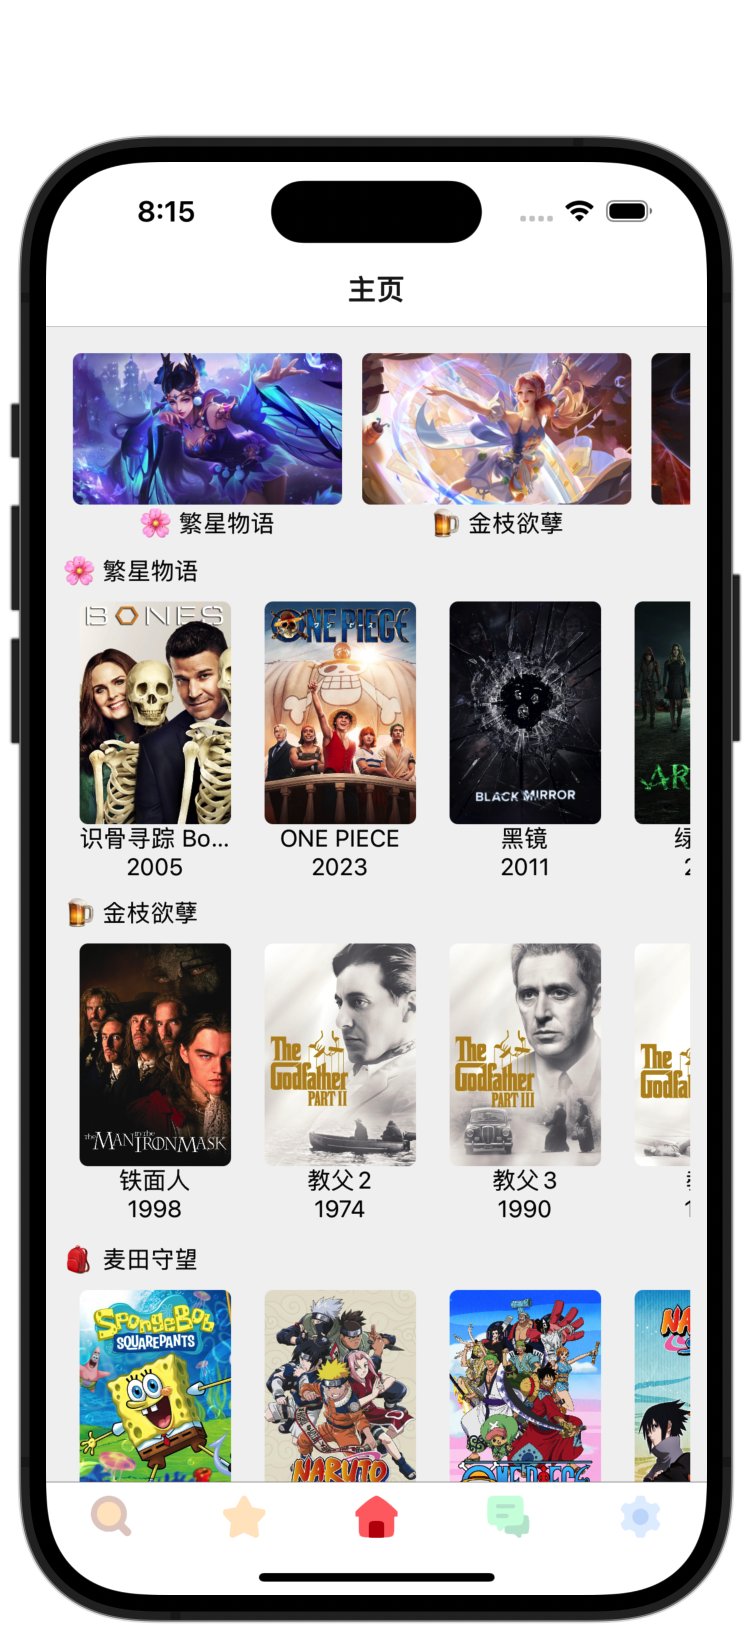 8:15
主页
繁星物语
金枝欲孽
繁星物语
BONES
ONE PIECE
BLACK MIRROR
AR
识骨寻踪 Bo...
ONE PIECE
黑镜
绿
2005
2023
2011
金枝欲孽
The MAN in the IRON MASK
The Godfather PART II
The Godfather PART III
The
Godfa
铁面人
教父 2
教父 3
1998
1974
1990
麦田守望
SpongeBob
SQUAREPANTS
NARUTO
ONE PIECE
NA